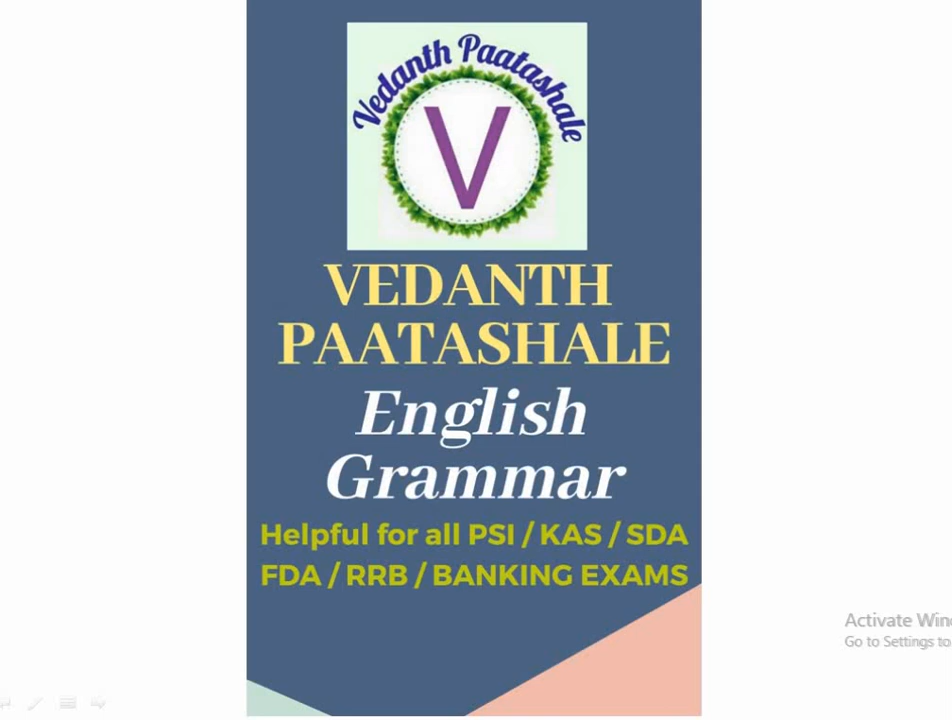 Vedanth Paatashale
V
VEDANTH
PAATASHALE
English
Grammar
Helpful for all PSI / KAS / SDA
FDA / RRB / BANKING EXAMS
Activate
Go to Settings to